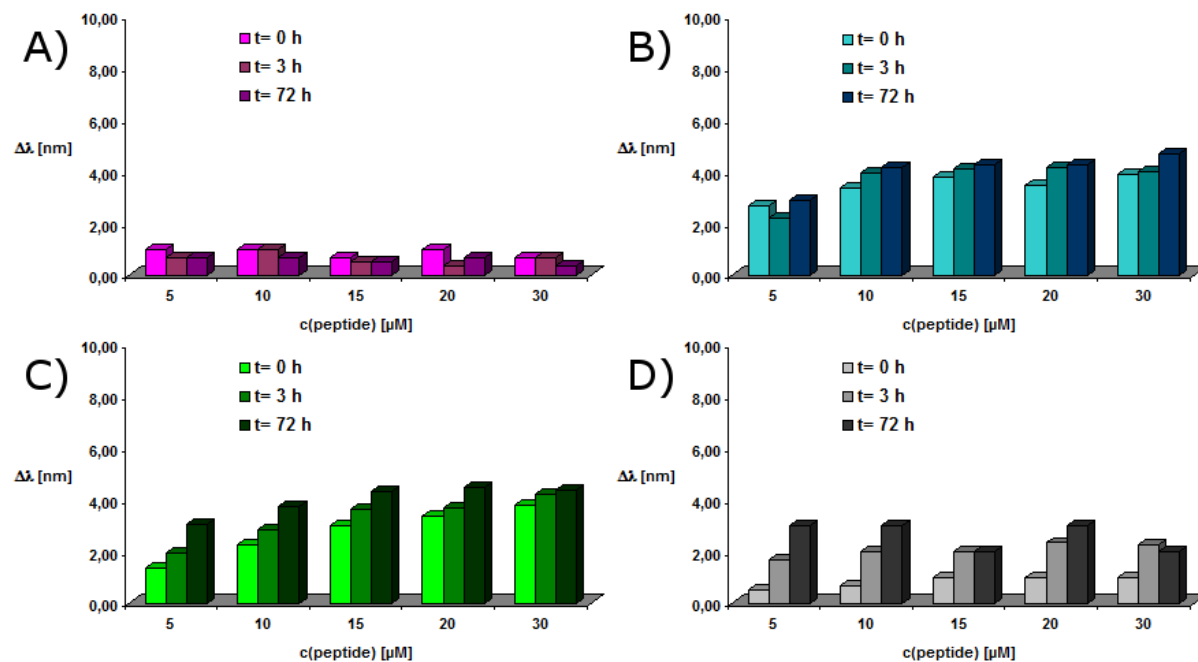 A)
10,00
8,00
6,00
Δλ [nm]
4,00
2,00
0,00
t= 0 h
t= 3 h
t= 72 h
5 10 15 20 30
c(peptide) [µM]
B)
10,00
8,00
6,00
Δλ [nm]
4,00
2,00
0,00
t= 0 h
t= 3 h
t= 72 h
5 10 15 20 30
c(peptide) [µM]
C)
10,00
8,00
6,00
Δλ [nm]
4,00
2,00
0,00
t= 0 h
t= 3 h
t= 72 h
5 10 15 20 30
c(peptide) [µM]
D)
10,00
8,00
6,00
Δλ [nm]
4,00
2,00
0,00
t= 0 h
t= 3 h
t= 72 h
5 10 15 20 30
c(peptide) [µM]